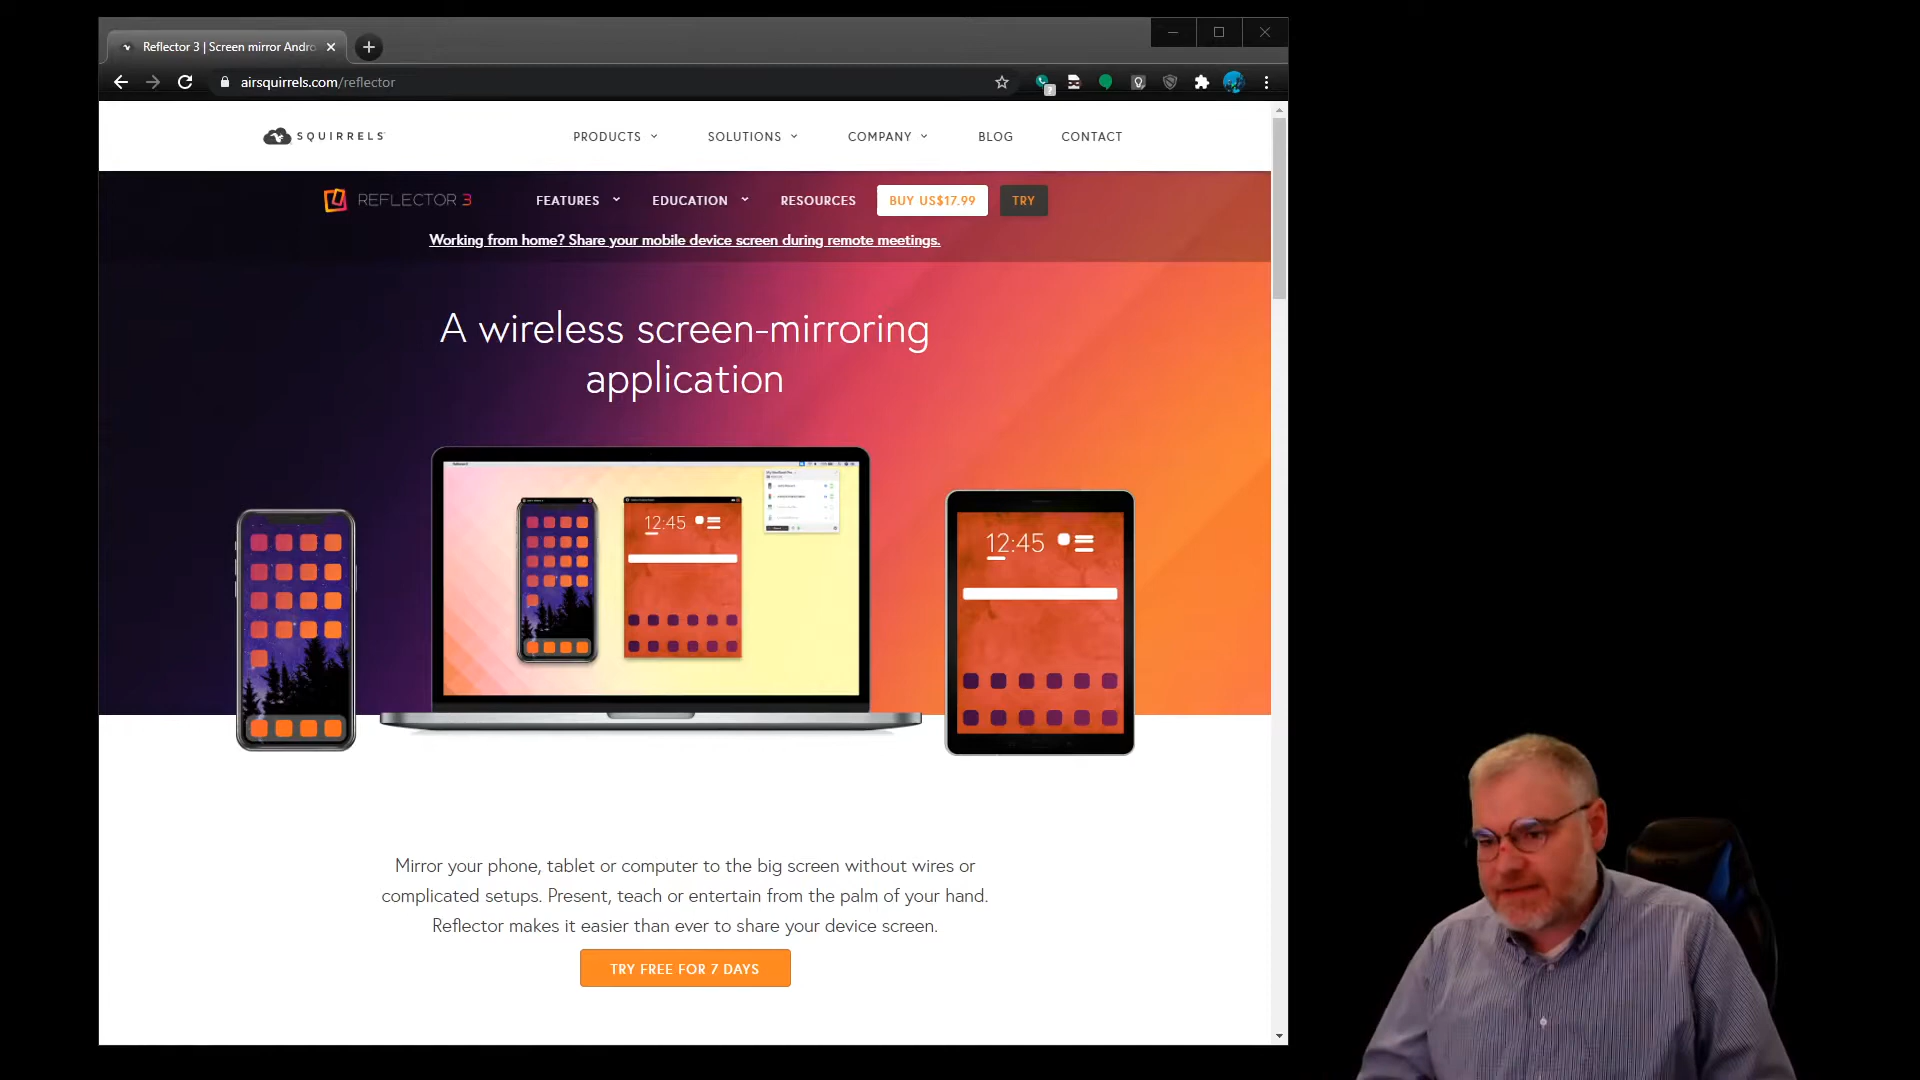 Reflector 3 | Screen mirror Andro
airsquirrels.com/reflector
SQUIRRELS
PRODUCTS
SOLUTIONS
COMPANY
BLOG
CONTACT
REFLECTOR 3
FEATURES
EDUCATION
RESOURCES
BUY US$17.99
TRY
Working from home? Share your mobile device screen during remote meetings.
A wireless screen-mirroring
application
12:45
12:45
Mirror your phone, tablet or computer to the big screen without wires or
complicated setups. Present, teach or entertain from the palm of your hand.
Reflector makes it easier than ever to share your device screen.
TRY FREE FOR 7 DAYS